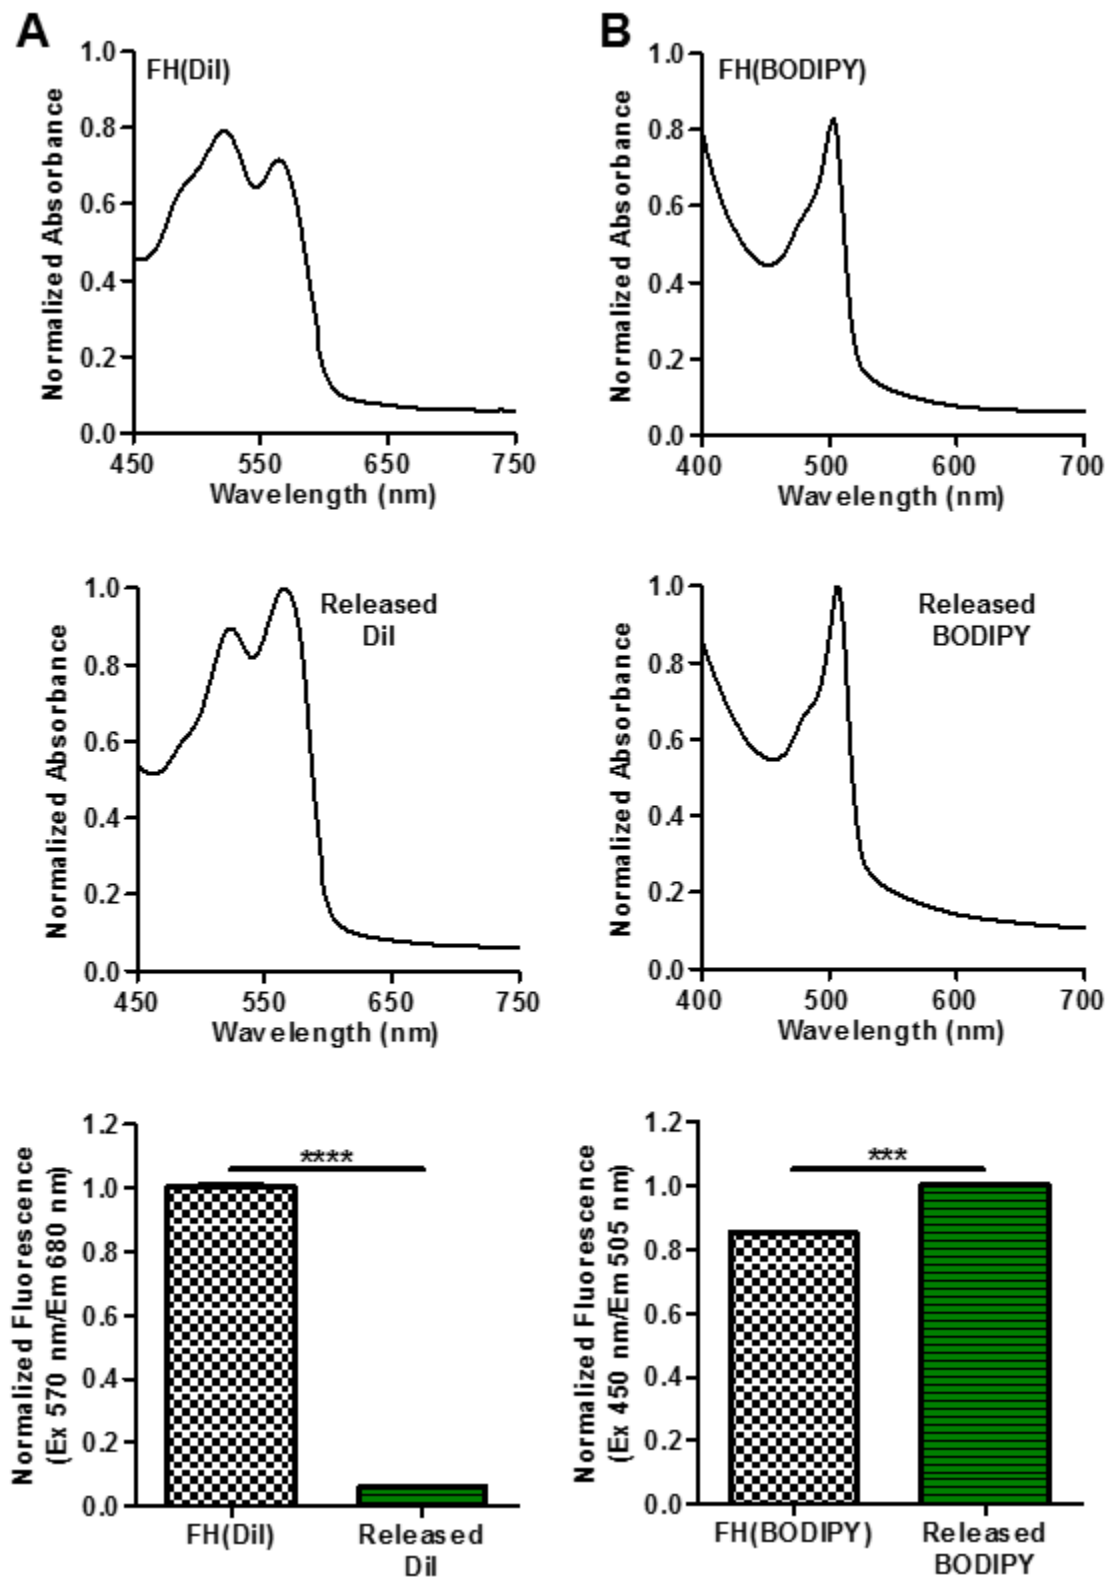 A
B
1.0
0.8
0.6
0.4
0.2
0.0
Normalized Absorbance
FH(DiI)
450 550 650 750
Wavelength (nm)
1.0
0.8
0.6
0.4
0.2
0.0
Normalized Absorbance
FH(BODIPY)
400 500 600 700
Wavelength (nm)
1.0
0.8
0.6
0.4
0.2
0.0
Normalized Absorbance
Released
DiI
450 550 650 750
Wavelength (nm)
1.0
0.8
0.6
0.4
0.2
0.0
Normalized Absorbance
Released
BODIPY
400 500 600 700
Wavelength (nm)
1.2
1.0
0.8
0.6
0.4
0.2
0.0
Normalized Fluorescence
(Ex 570 nm/Em 680 nm)
****
FH(DiI)
Released
DiI
1.2
1.0
0.8
0.6
0.4
0.2
0.0
Normalized Fluorescence
(Ex 450 nm/Em 505 nm)
***
FH(BODIPY)
Released
BODIPY